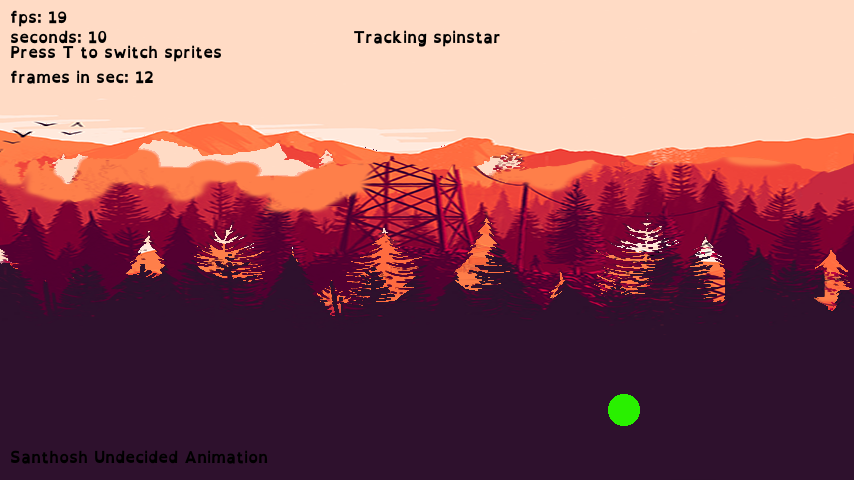 fps: 19
seconds: 10
Press T to switch sprites
frames in sec: 12
Tracking spinstar
Santhosh Undecided Animation